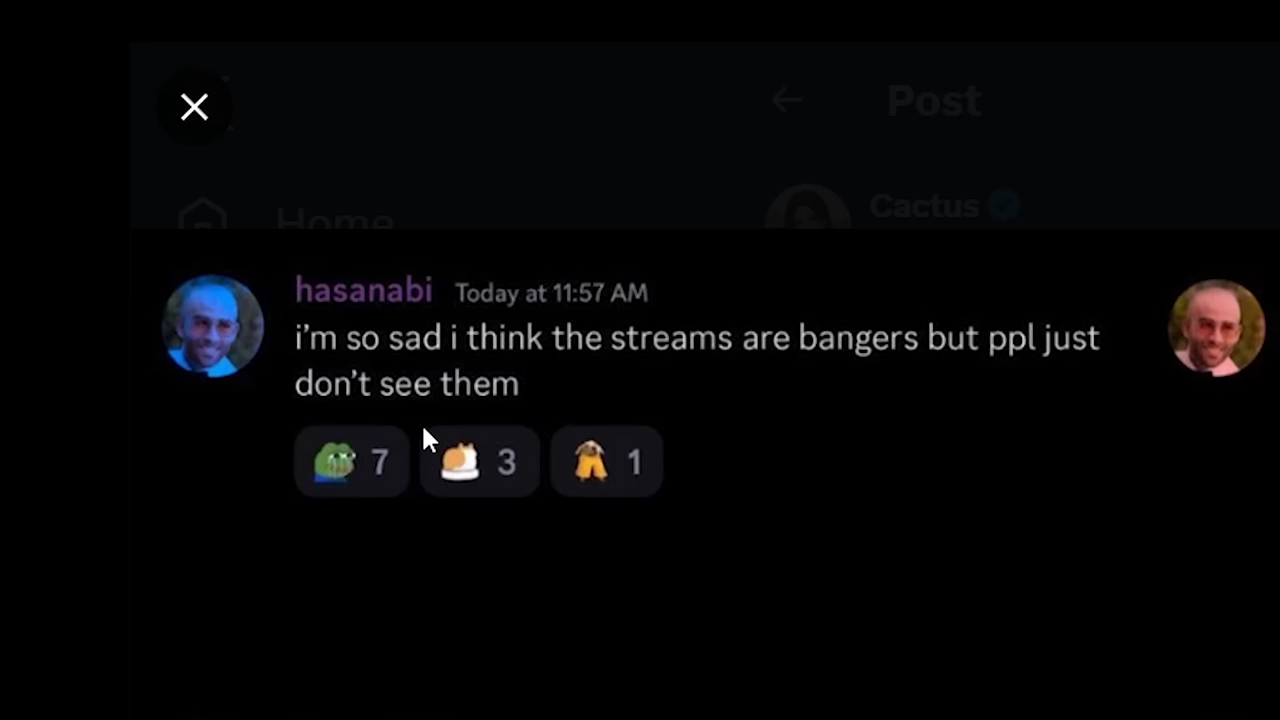 Post
Cactus
Home
hasanabi Today at 11:57 AM
i'm so sad i think the streams are bangers but ppl just
don't see them
7 3 1